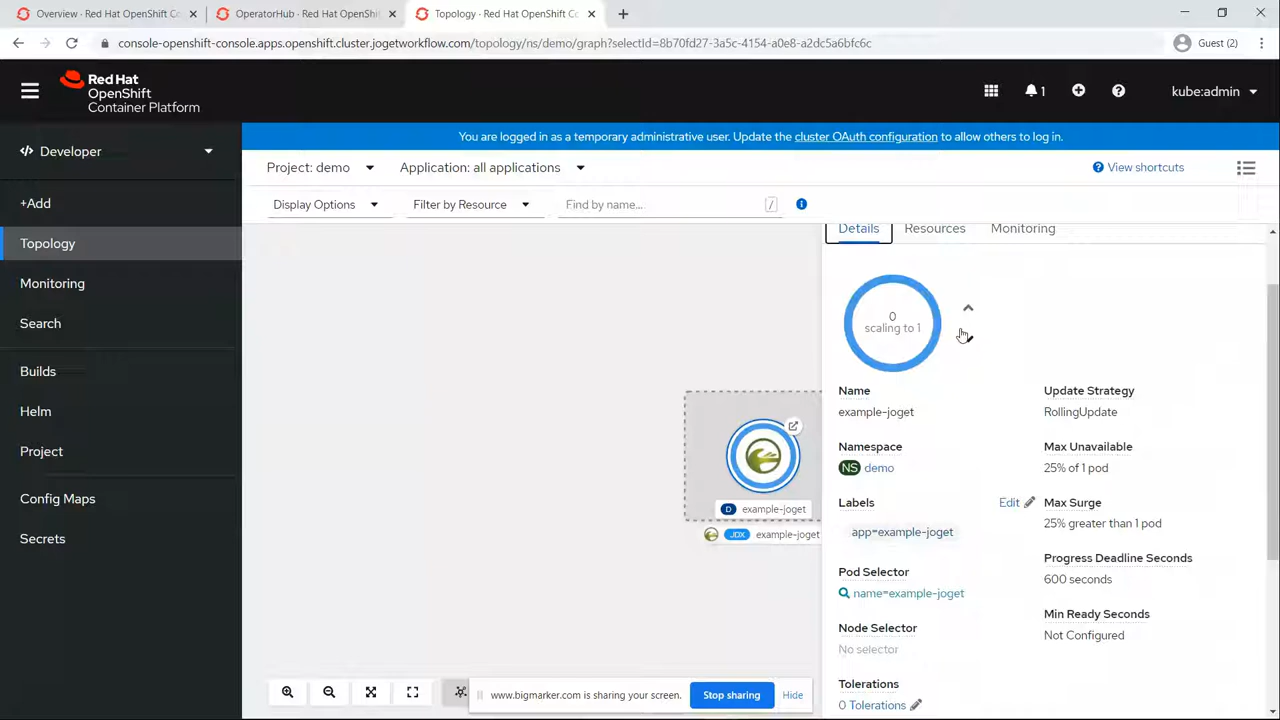 Overview · Red Hat OpenShift Cc
OperatorHub · Red Hat OpenShif
Topology · Red Hat OpenShift Cc
console-openshift-console.apps.openshift.cluster.jogetworkflow.com/topology/ns/demo/graph?selectId=8b70fd27-3a5c-4154-a0e8-a2dc5a6bfc6c
Guest (2)
Red Hat
OpenShift
Container Platform
1
kube:admin
Developer
You are logged in as a temporary administrative user. Update the cluster OAuth configuration to allow others to log in.
Project: demo
Application: all applications
View shortcuts
+Add
Display Options
Filter by Resource
Find by name...
/
Topology
Monitoring
Search
Builds
Helm
Project
Config Maps
Secrets
Details
Resources
Monitoring
0
scaling to 1
Name
example-joget
Update Strategy
RollingUpdate
Namespace
NS demo
Max Unavailable
25% of 1 pod
Labels
Edit
app=example-joget
Max Surge
25% greater than 1 pod
Pod Selector
name=example-joget
Progress Deadline Seconds
600 seconds
Node Selector
No selector
Min Ready Seconds
Not Configured
Tolerations
0 Tolerations
D example-joget
JDX example-joget
www.bigmarker.com is sharing your screen.
Stop sharing
Hide